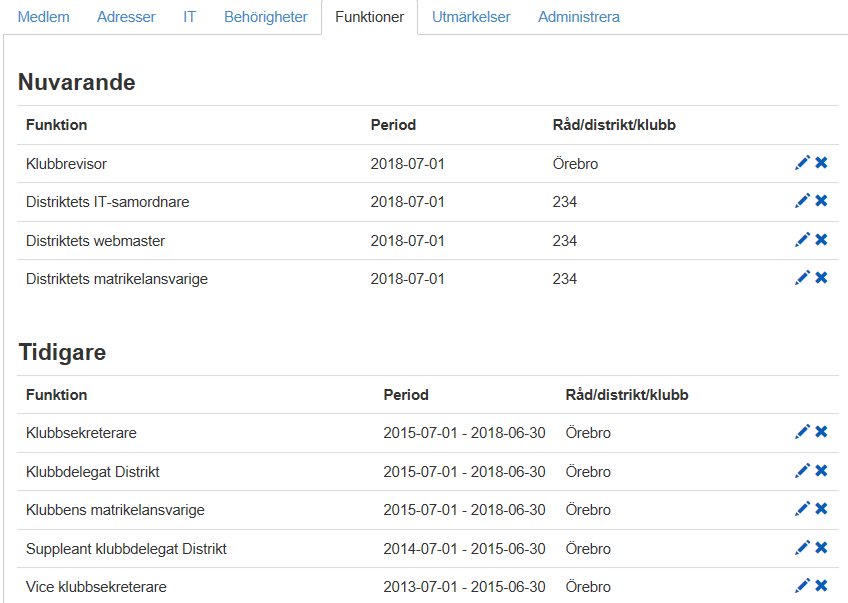 Medlem Adresser IT Behörigheter Funktioner Utmärkelser Administrera
Nuvarande
Funktion Period Råd/distrikt/klubb
Klubbrevisor 2018-07-01 Örebro
Distriktets IT-samordnare 2018-07-01 234
Distriktets webmaster 2018-07-01 234
Distriktets matrikelansvarige 2018-07-01 234
Tidigare
Funktion Period Råd/distrikt/klubb
Klubbsekreterare 2015-07-01 - 2018-06-30 Örebro
Klubbdelegat Distrikt 2015-07-01 - 2018-06-30 Örebro
Klubbens matrikelansvarige 2015-07-01 - 2018-06-30 Örebro
Suppleant klubbdelegat Distrikt 2014-07-01 - 2015-06-30 Örebro
Vice klubbsekreterare 2013-07-01 - 2015-06-30 Örebro